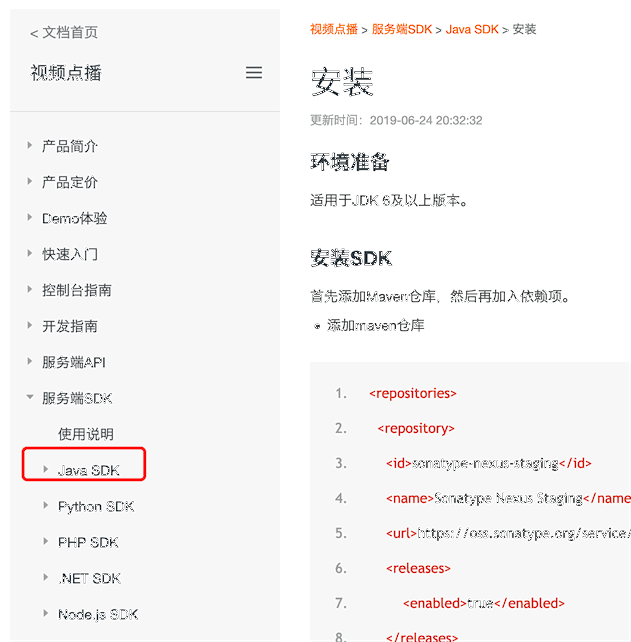 < 文档首页
视频点播
产品简介
产品定价
Demo体验
快速入门
控制台指南
开发指南
服务端API
服务端SDK
使用说明
Java SDK
Python SDK
PHP SDK
.NET SDK
Node.js SDK
视频点播 > 服务端SDK > Java SDK > 安装
安装
更新时间：2019-06-24 20:32:32
环境准备
适用于JDK 6及以上版本。
安装SDK
首先添加Maven仓库，然后再加入依赖项。
• 添加maven仓库
1. <repositories>
2. <repository>
3. <id>sonatype-nexus-staging</id>
4. <name>Sonatype Nexus Staging</name
5. <url>https://oss.sonatype.org/service/
6. <releases>
7. <enabled>true</enabled>
8. </releases>